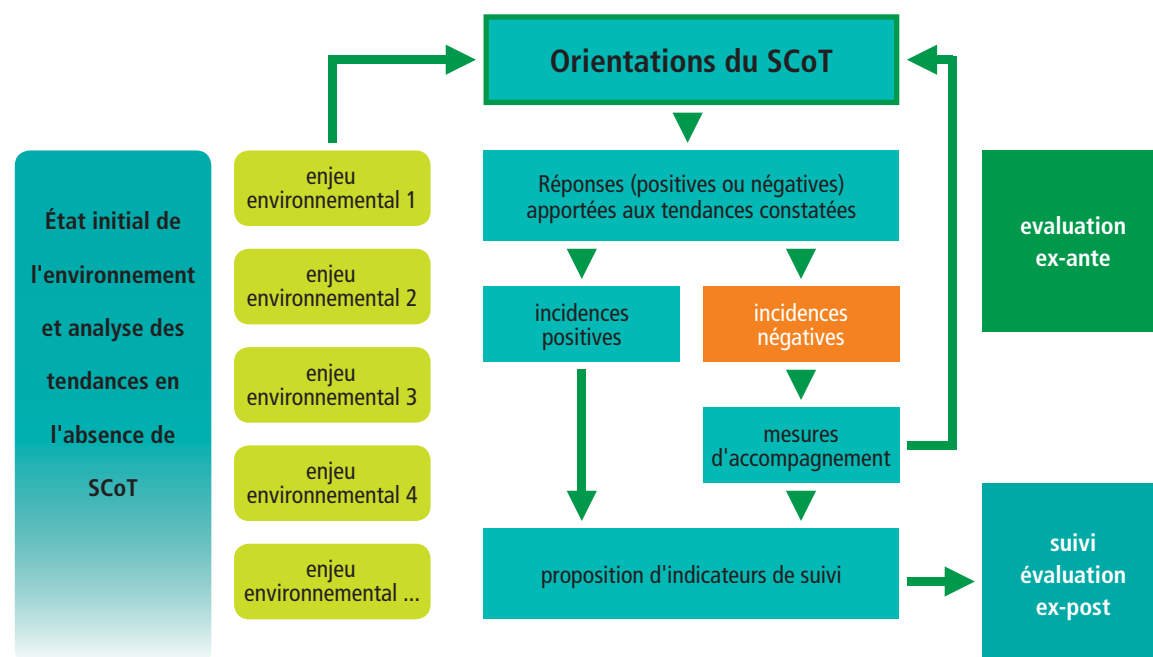 Orientations du SCoT
État initial de
l'environnement
et analyse des
tendances en
l'absence de
SCoT
enjeu
environnemental 1
enjeu
environnemental 2
enjeu
environnemental 3
enjeu
environnemental 4
enjeu
environnemental ...
Réponses (positives ou négatives)
apportées aux tendances constatées
incidences
positives
incidences
négatives
mesures
d'accompagnement
proposition d'indicateurs de suivi
evaluation
ex-ante
suivi
évaluation
ex-post